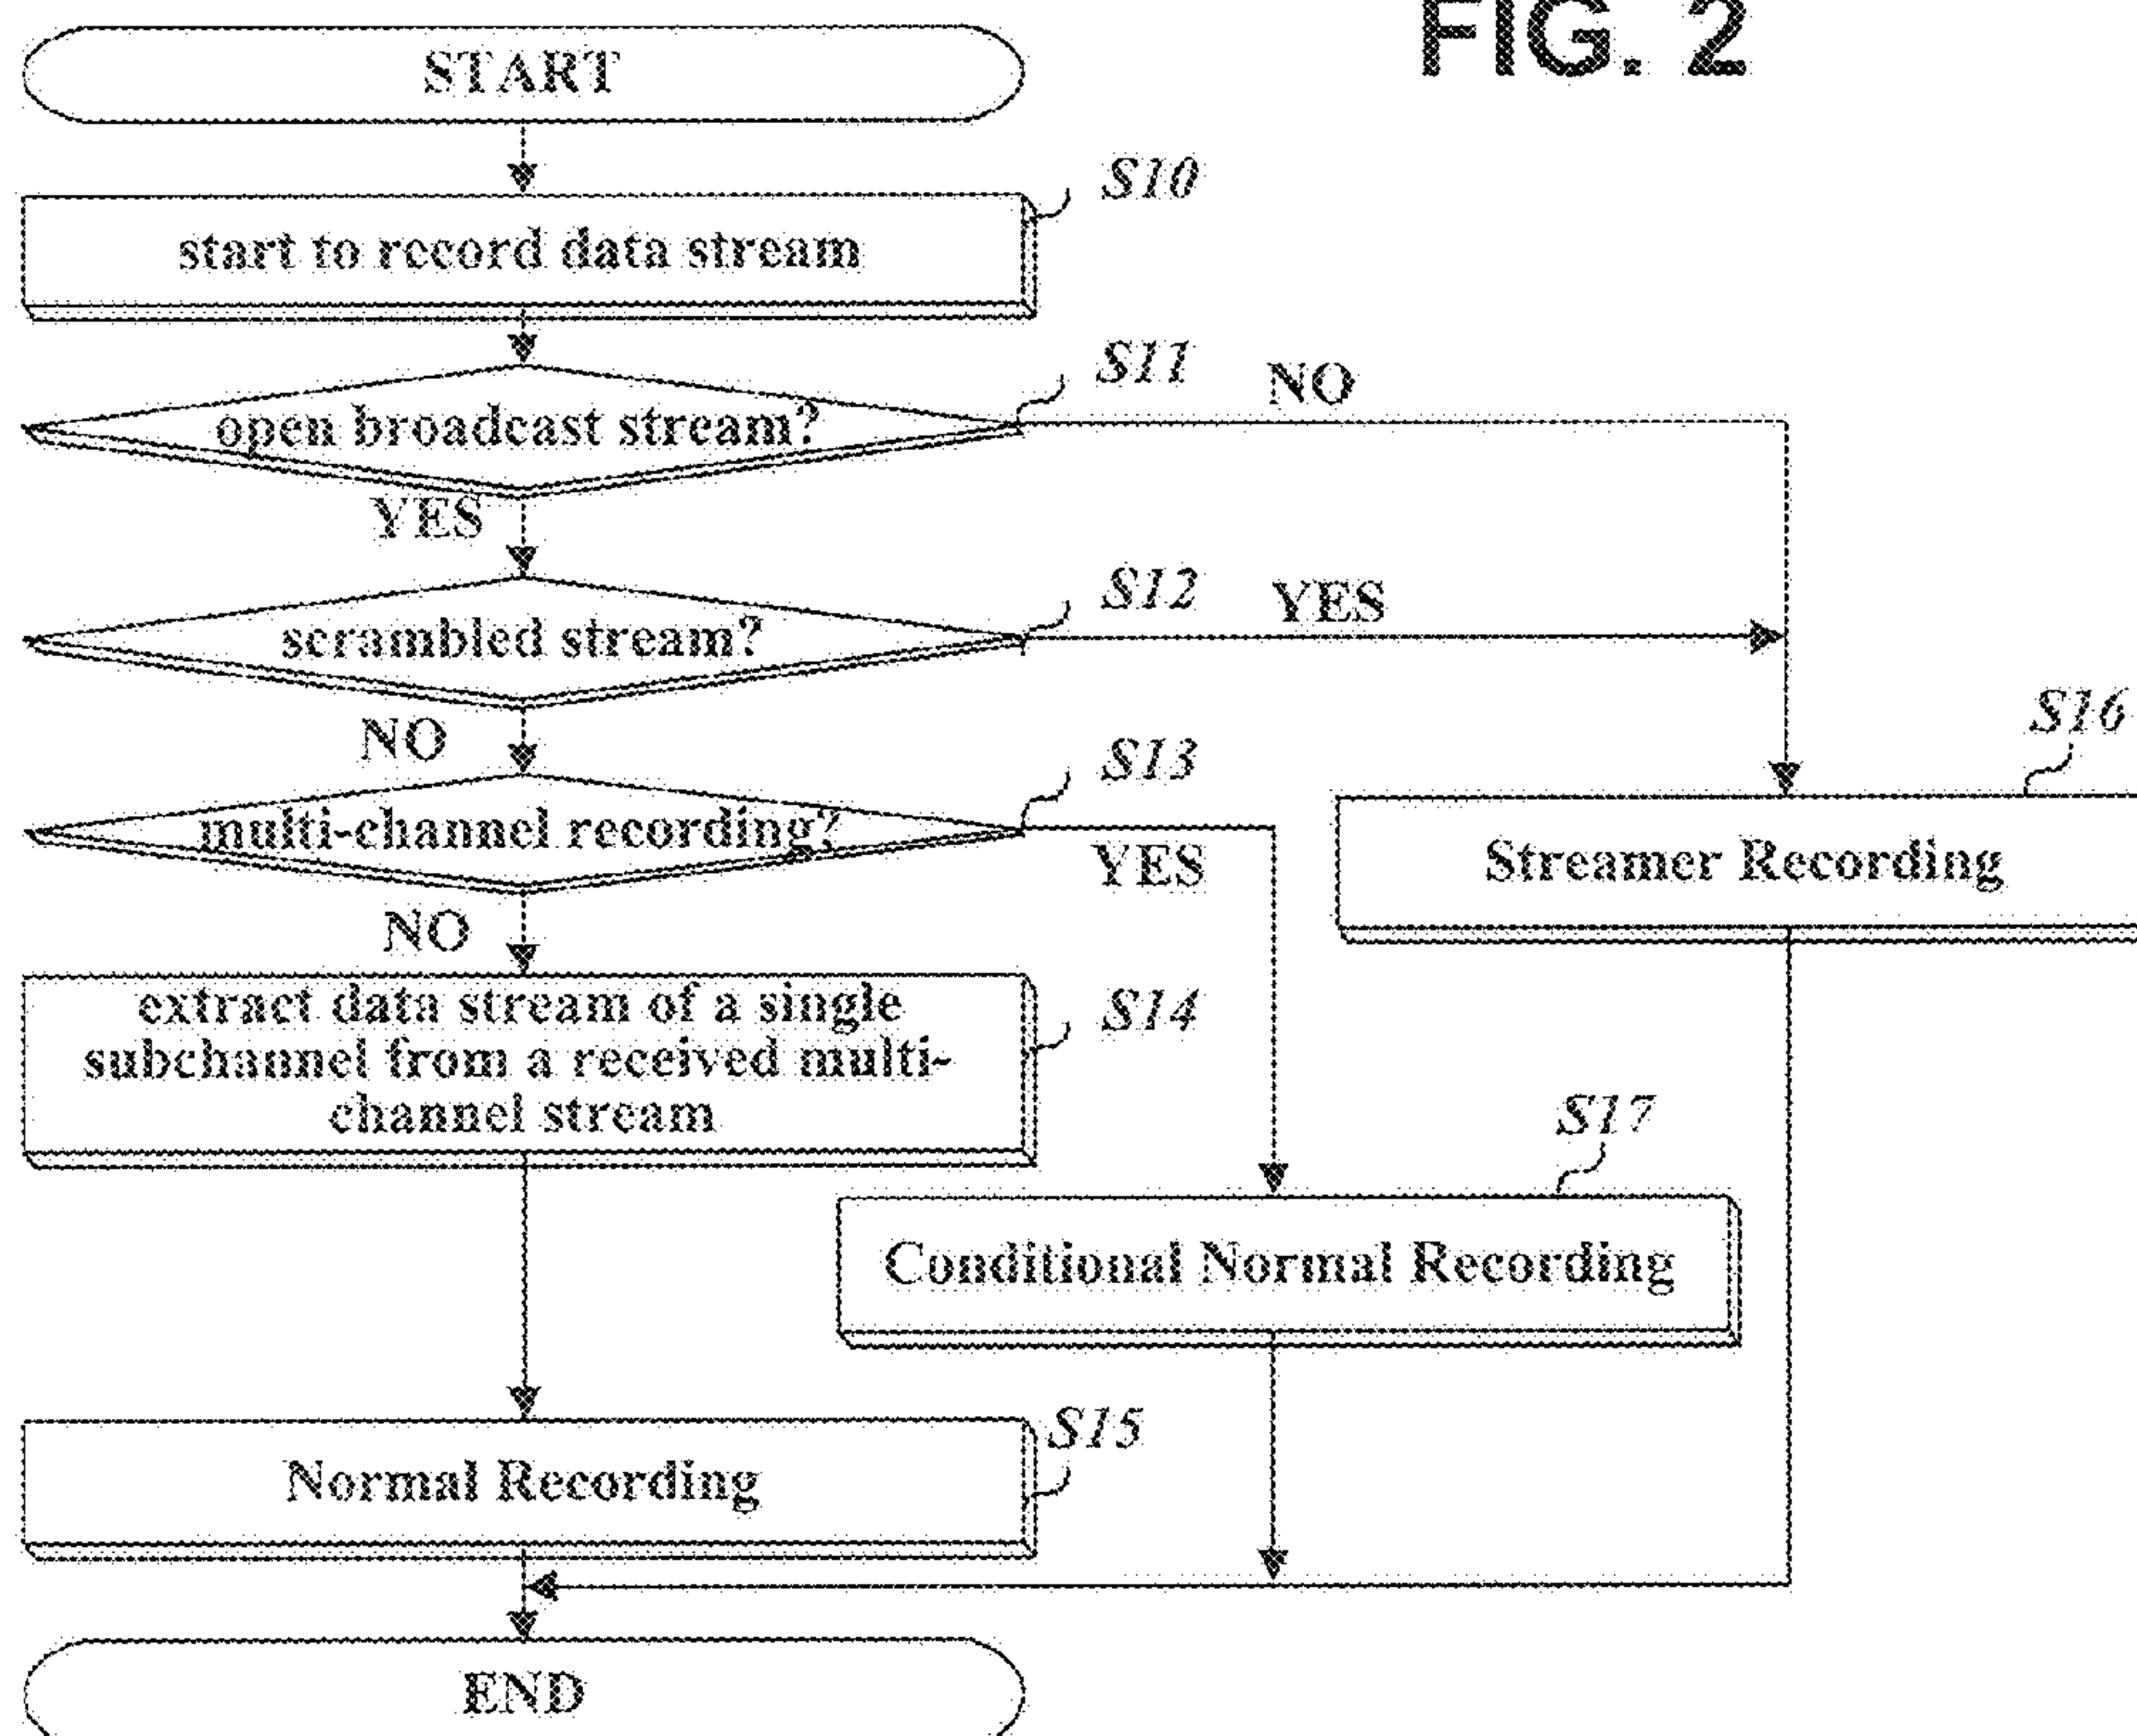 FIG. 2
START
S10
start to record data stream
S11
NO
open broadcast stream?
YES
S12
YES
scrambled stream?
NO
S13
S16
multi-channel recording?
YES
Streamer Recording
NO
extract data stream of a single
subchannel from a received multi-
channel stream
S14
S17
Conditional Normal Recording
S15
Normal Recording
END